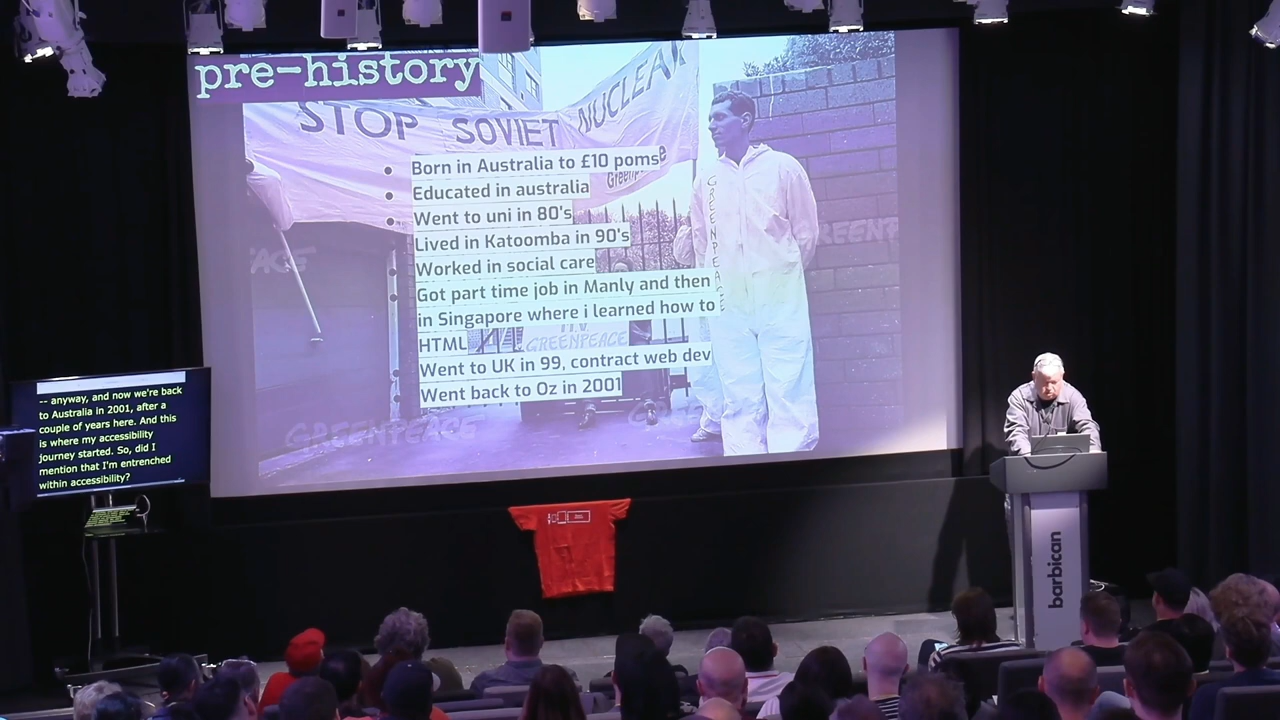 pre-history
STOP SOVIET NUCLEAR
Greenpeace
Born in Australia to £10 poms
Educated in australia
Went to uni in 80's
Lived in Katoomba in 90's
Worked in social care
Got part time job in Manly and then
in Singapore where i learned how to
HTML
Went to UK in 99, contract web dev
Went back to Oz in 2001
GREENPEACE
GREENPEACE
GREENPEACE
-- anyway, and now we're back
to Australia in 2001, after a
couple of years here. And this
is where my accessibility
journey started. So, did I
mention that I'm entrenched
within accessibility?
barbican